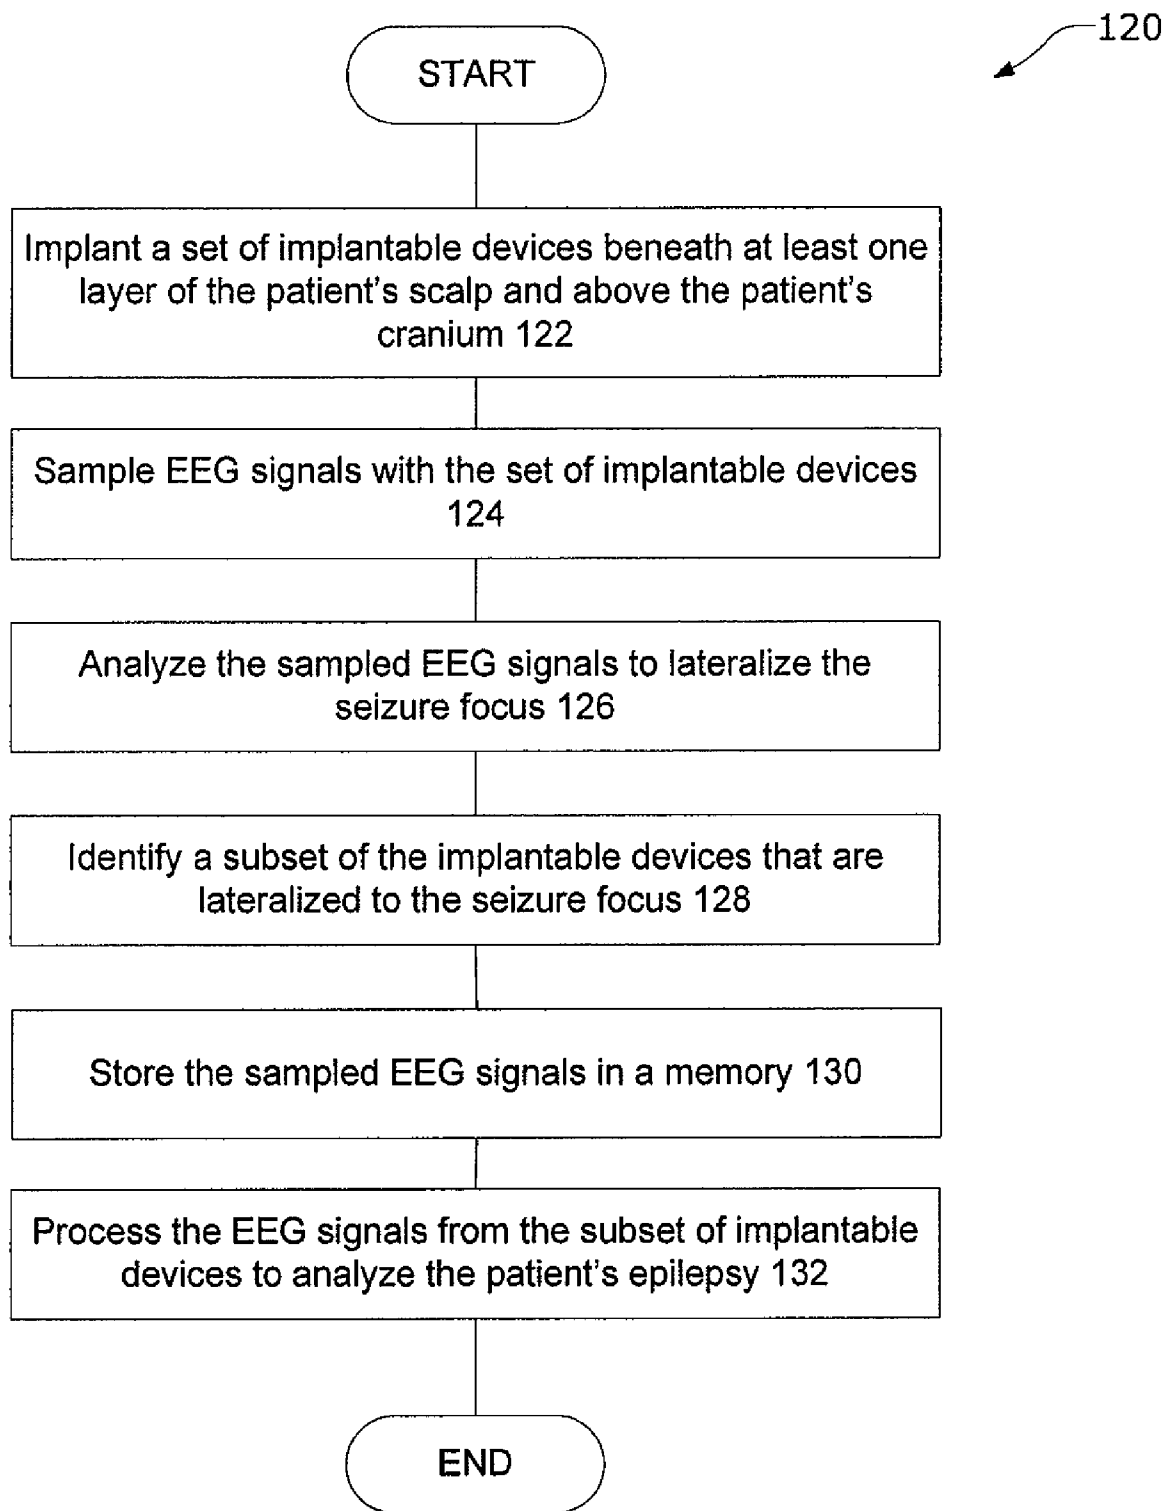 120
START
Implant a set of implantable devices beneath at least one
layer of the patient's scalp and above the patient's
cranium 122
Sample EEG signals with the set of implantable devices
124
Analyze the sampled EEG signals to lateralize the
seizure focus 126
Identify a subset of the implantable devices that are
lateralized to the seizure focus 128
Store the sampled EEG signals in a memory 130
Process the EEG signals from the subset of implantable
devices to analyze the patient's epilepsy 132
END